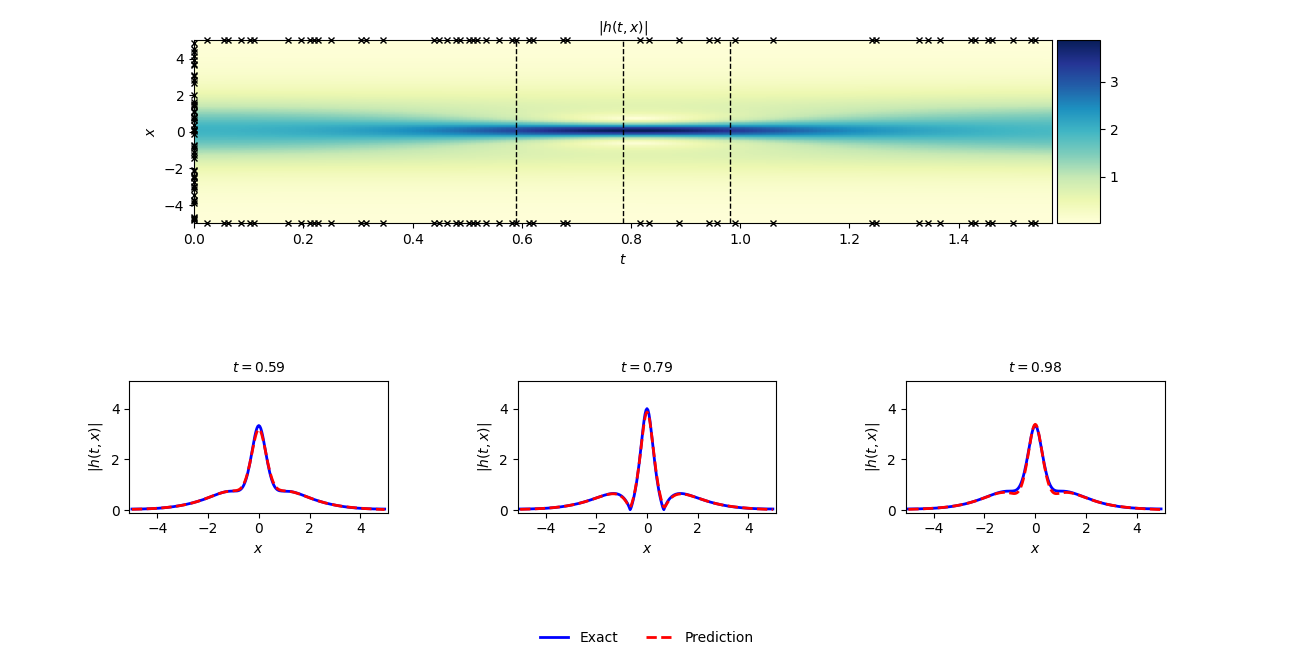 |h(t, x)|
4
2
0
−2
−4
x
3
2
1
0.0 0.2 0.4 0.6 0.8 1.0 1.2 1.4
t
t = 0.59
t = 0.79
t = 0.98
|h(t, x)|
4
2
0
−4 −2 0 2 4
x
|h(t, x)|
4
2
0
−4 −2 0 2 4
x
|h(t, x)|
4
2
0
−4 −2 0 2 4
x
Exact Prediction